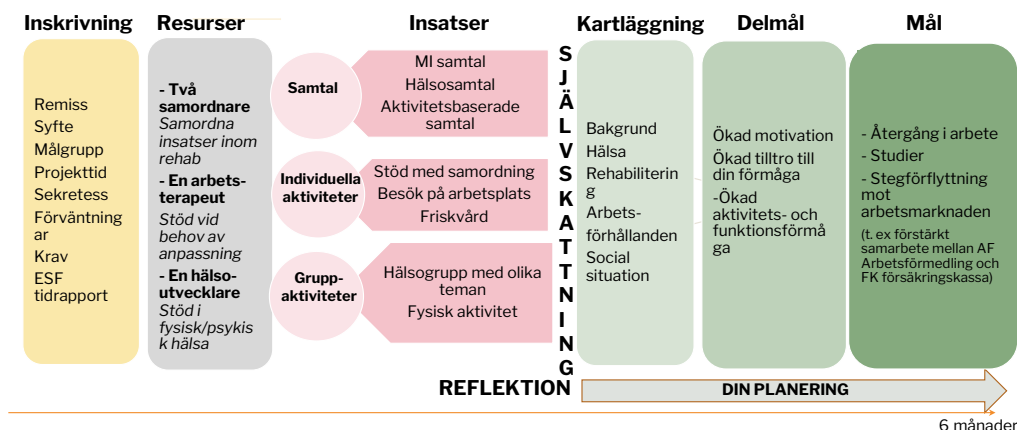 Inskrivning
Remiss
Syfte
Målgrupp
Projekttid
Sekretess
Förväntning
ar
Krav
ESF
tidrapport
Resurser
- Två
samordnare
Samordna
insatser inom
rehab
- En arbets-
terapeut
Stöd vid
behov av
anpassning
- En hälso-
utvecklare
Stöd i
fysisk/psykis
k hälsa
Insatser
Samtal
MI samtal
Hälsosamtal
Aktivitetsbaserade
samtal
Individuella
aktiviteter
Stöd med samordning
Besök på arbetsplats
Friskvård
Grupp-
aktiviteter
Hälsogrupp med olika
teman
Fysisk aktivitet
S
J
Ä
L
V
S
K
A
T
T
N
I
N
G
Kartläggning
Bakgrund
Hälsa
Rehabiliterin
g
Arbets-
förhållanden
Social
situation
Delmål
Ökad motivation
Ökad tilltro till
din förmåga
-Ökad
aktivitets- och
funktionsförmå
ga
Mål
- Återgång i arbete
- Studier
- Stegförflyttning
mot
arbetsmarknaden
(t. ex förstärkt
samarbete mellan AF
Arbetsförmedling och
FK försäkringskassa)
REFLEKTION
DIN PLANERING
6 månader